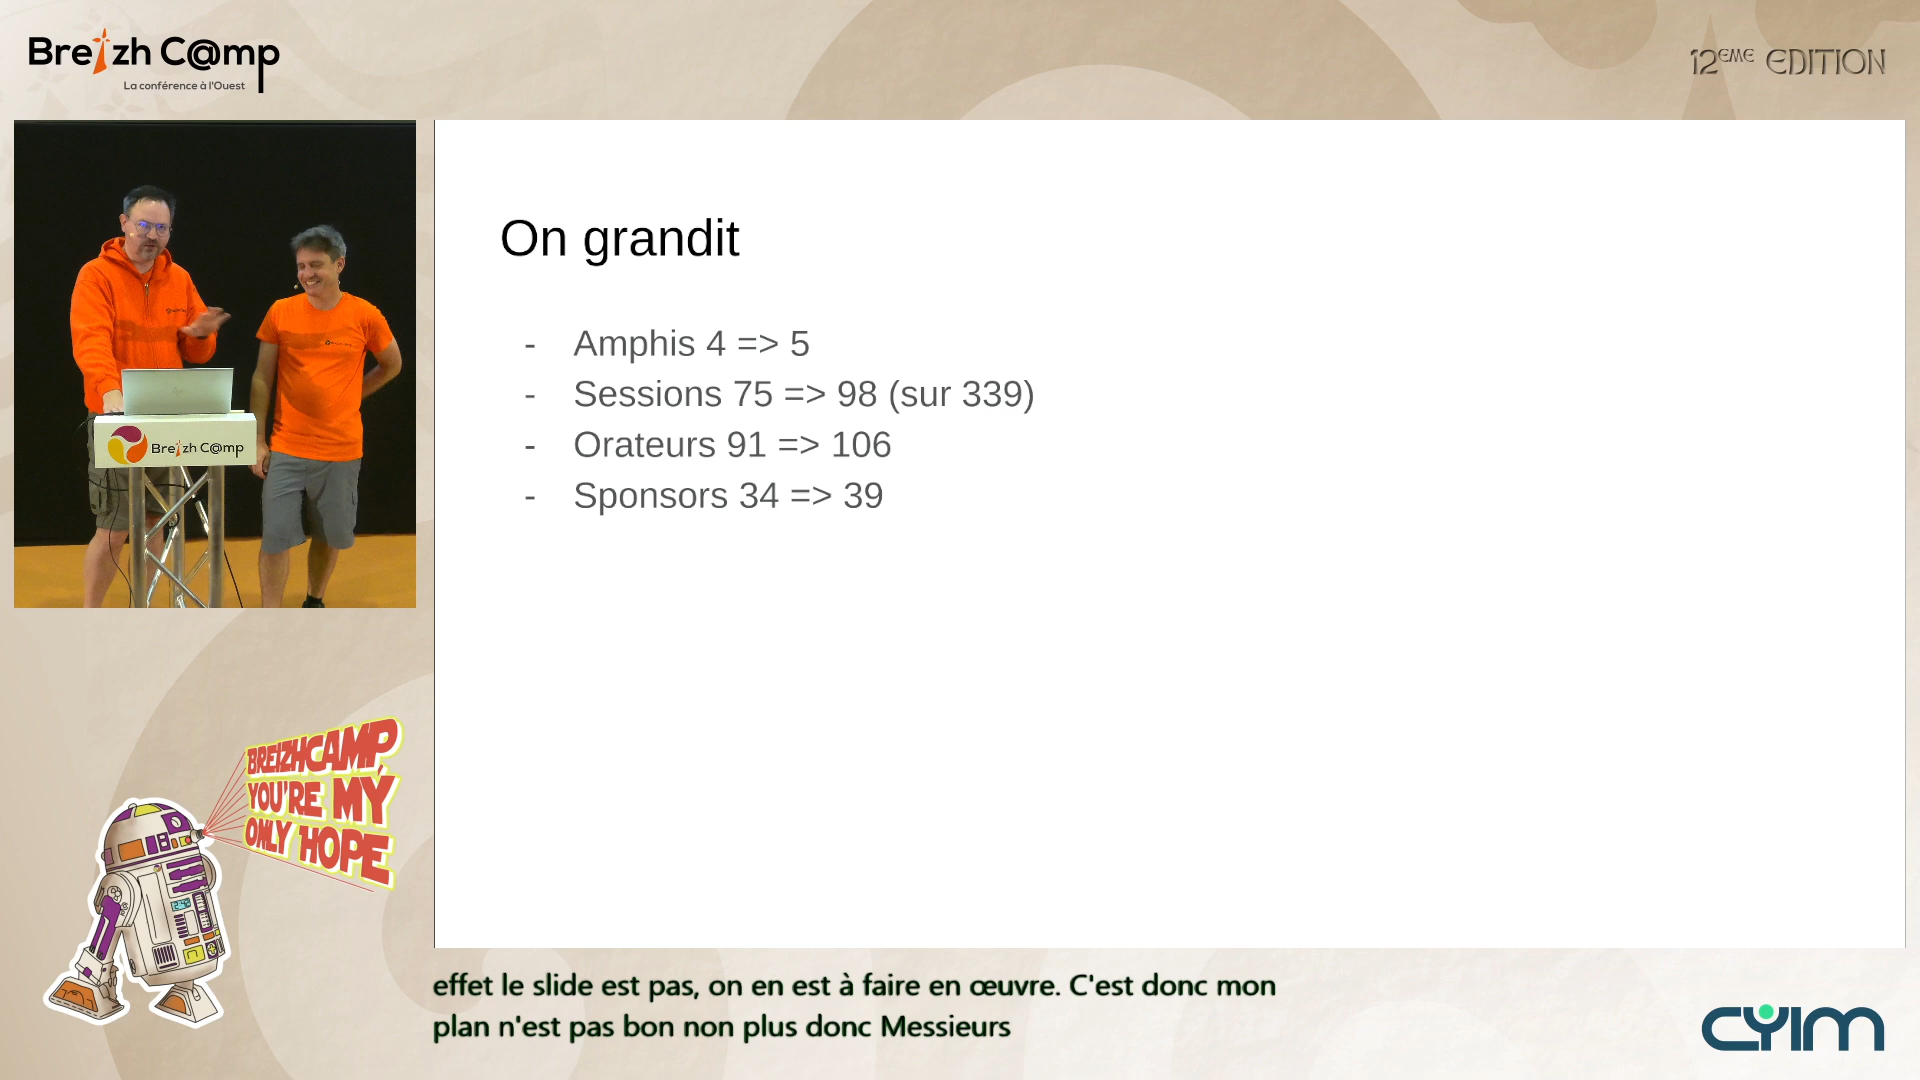 Breizh C@mp
La conférence à l'Ouest
12EME EDITION
On grandit
- Amphis 4 => 5
- Sessions 75 => 98 (sur 339)
- Orateurs 91 => 106
- Sponsors 34 => 39
Breizh C@mp
BREIZHCAMP,
YOU'RE MY
ONLY HOPE
effet le slide est pas, on en est à faire en œuvre. C'est donc mon
plan n'est pas bon non plus donc Messieurs
CYIM